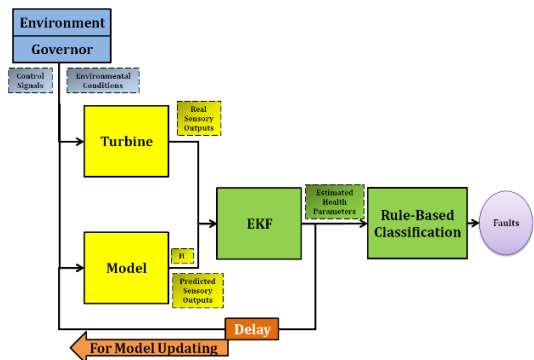 Environment
Governor
Control
Signals
Environmental
Conditions
Real
Sensory
Outputs
Turbine
Estimated
Health
Parameters
EKF
Rule-Based
Classification
Faults
Model
Predicted
Sensory
Outputs
Delay
For Model Updating